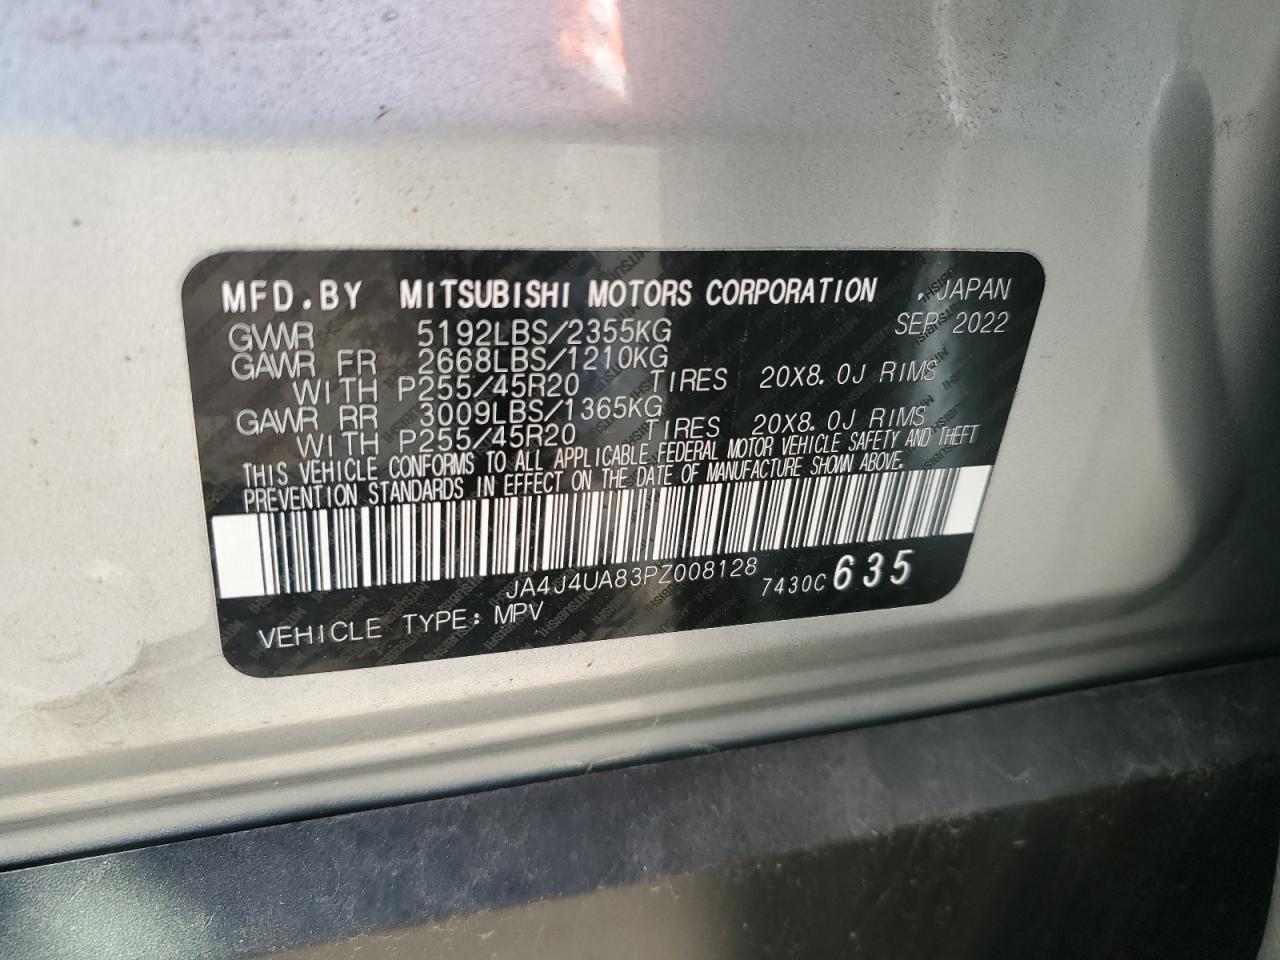 MFD.BY MITSUBISHI MOTORS CORPORATION , JAPAN
GVWR 5192LBS/2355KG SEP 2022
GAWR FR 2668LBS/1210KG
WITH P255/45R20 TIRES 20X8.0J RIMS
GAWR RR 3009LBS/1365KG
WITH P255/45R20 TIRES 20X8.0J RIMS
THIS VEHICLE CONFORMS TO ALL APPLICABLE FEDERAL MOTOR VEHICLE SAFETY AND THEFT
PREVENTION STANDARDS IN EFFECT ON THE DATE OF MANUFACTURE SHOWN ABOVE.
JA4J4UA83PZ008128 7430C 635
VEHICLE TYPE: MPV